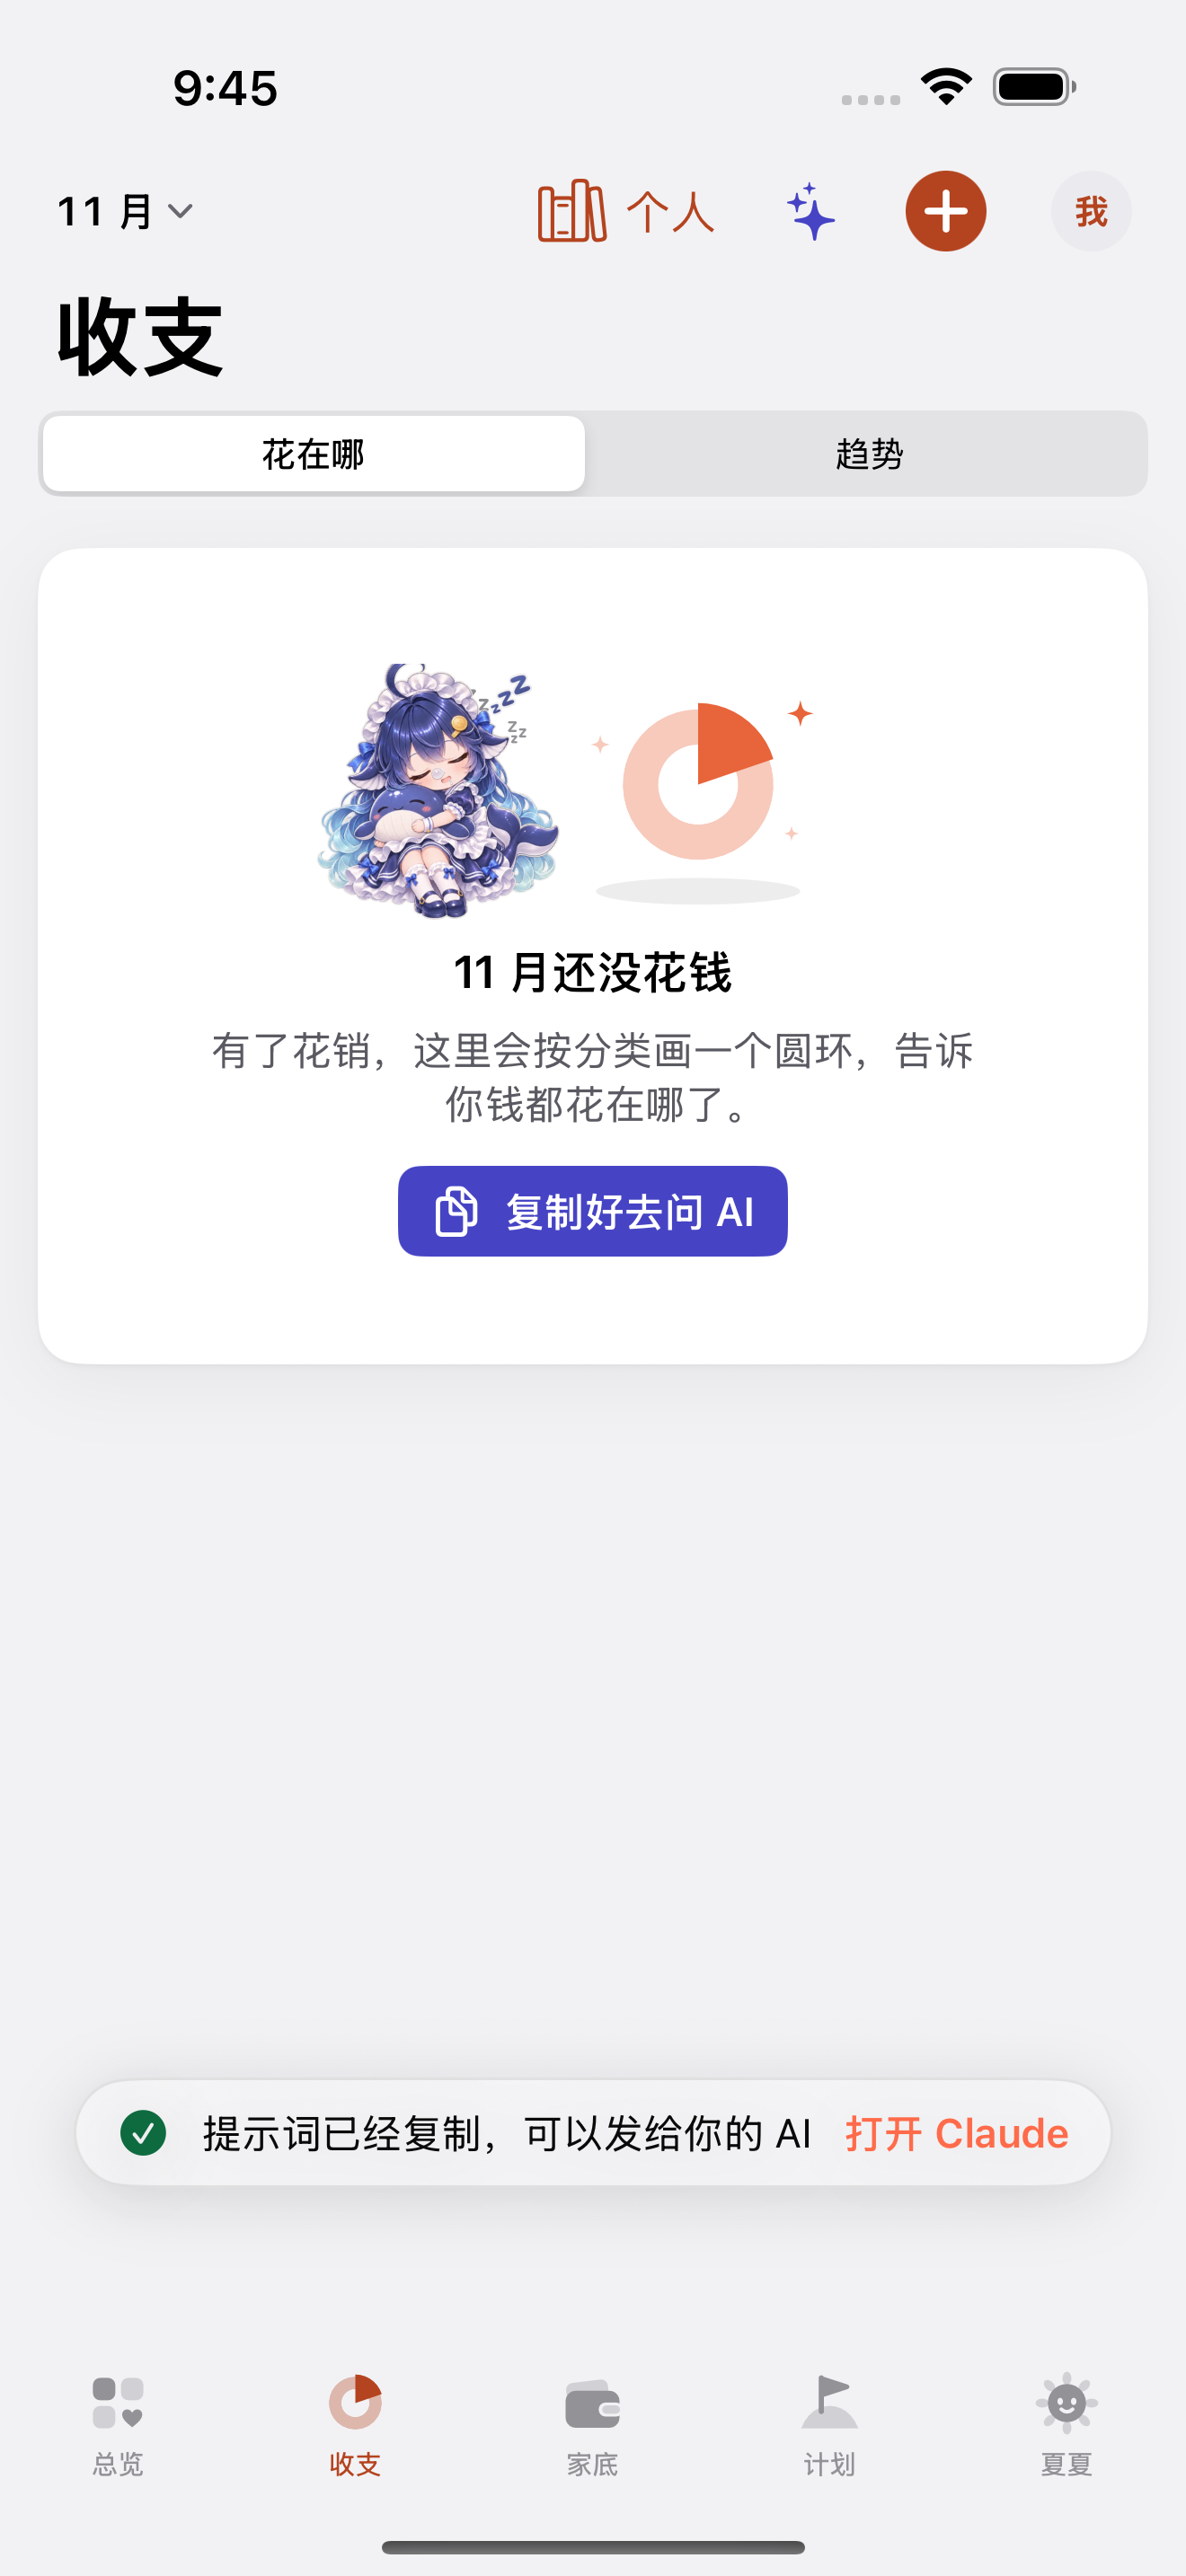 9:45
11 月
个人
我
收支
花在哪
趋势
z z z z
z z z
11 月还没花钱
有了花销，这里会按分类画一个圆环，告诉
你钱都花在哪了。
复制好去问 AI
提示词已经复制，可以发给你的 AI 打开 Claude
总览
收支
家底
计划
夏夏